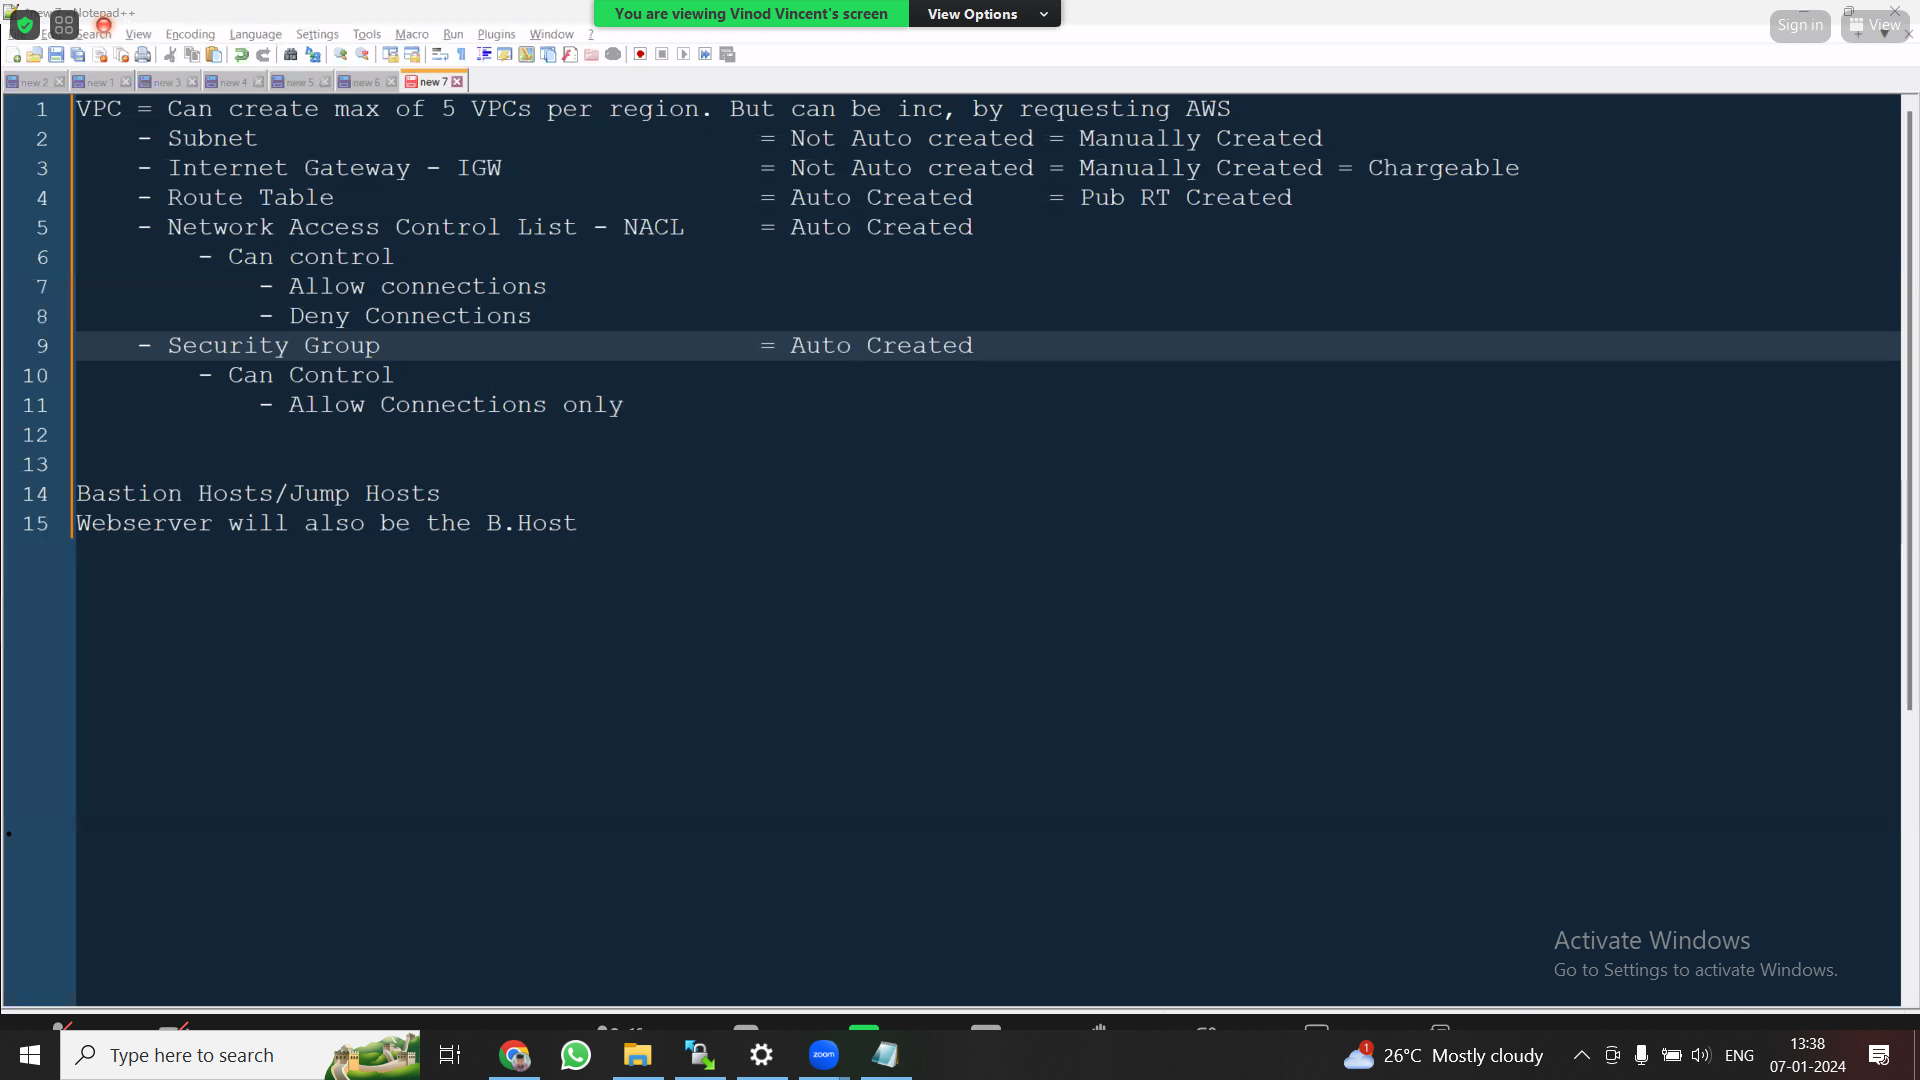 You are viewing Vinod Vincent's screen View Options
Notepad++
Sign in View
Search View Encoding Language Settings Tools Macro Run Plugins Window ?
new 2 new 1 new 3 new 4 new 5 new 6 new 7
1 VPC = Can create max of 5 VPCs per region. But can be inc, by requesting AWS
2 - Subnet = Not Auto created = Manually Created
3 - Internet Gateway - IGW = Not Auto created = Manually Created = Chargeable
4 - Route Table = Auto Created = Pub RT Created
5 - Network Access Control List - NACL = Auto Created
6 - Can control
7 - Allow connections
8 - Deny Connections
9 - Security Group = Auto Created
10 - Can Control
11 - Allow Connections only
12
13
14 Bastion Hosts/Jump Hosts
15 Webserver will also be the B.Host
Activate Windows
Go to Settings to activate Windows.
Type here to search
zoom
1
26°C Mostly cloudy
ENG
13:38
07-01-2024